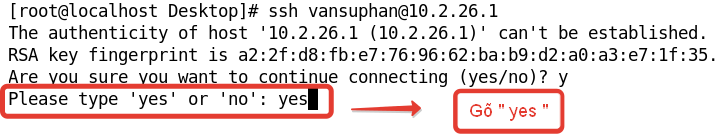 [root@localhost Desktop]# ssh vansuphan@10.2.26.1
The authenticity of host '10.2.26.1 (10.2.26.1)' can't be established.
RSA key fingerprint is a2:2f:d8:fb:e7:76:96:62:ba:b9:d2:a0:a3:e7:1f:35.
Are you sure you want to continue connecting (yes/no)? y
Please type 'yes' or 'no': yes
Gõ " yes "